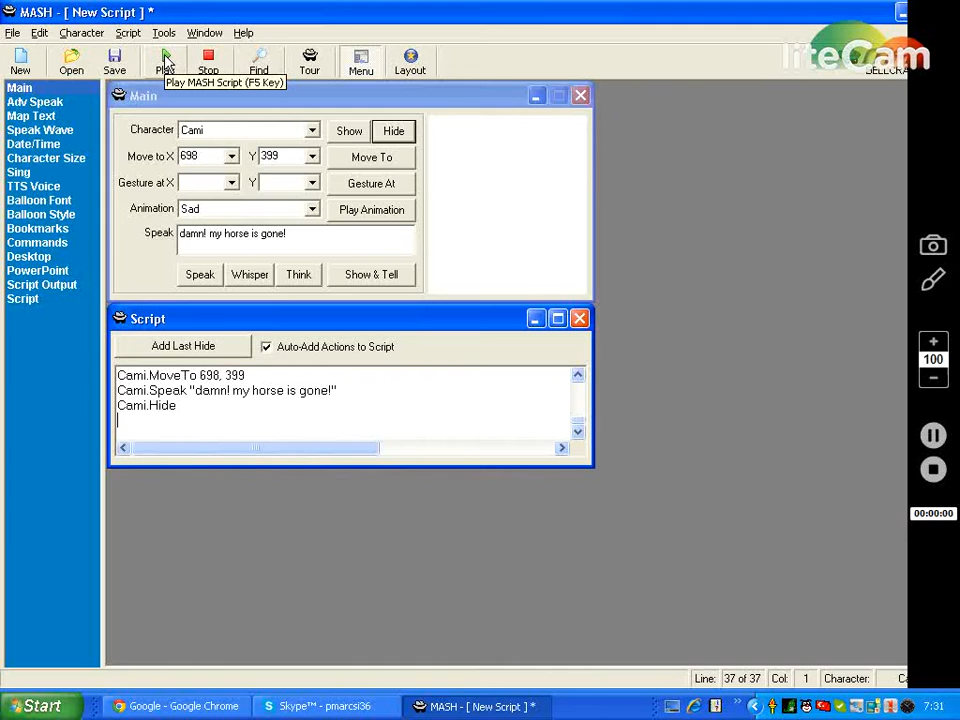 MASH - [ New Script ] *
File Edit Character Script Tools Window Help
liteCam
New Open Save Play Stop Find Tour Menu Layout
Play MASH Script (F5 Key)
Main
Adv Speak
Map Text
Speak Wave
Date/Time
Character Size
Sing
TTS Voice
Balloon Font
Balloon Style
Bookmarks
Commands
Desktop
PowerPoint
Script Output
Script
Main
Character Cami Show Hide
Move to X 698 Y 399 Move To
Gesture at X Y Gesture At
Animation Sad Play Animation
Speak damn! my horse is gone!
Speak Whisper Think Show & Tell
Script
Add Last Hide Auto-Add Actions to Script
Cami.MoveTo 698, 399
Cami.Speak "damn! my horse is gone!"
Cami.Hide
100
00:00:00
Line: 37 of 37 Col: 1 Character:
Start Google - Google Chrome Skype™ - pmarcsi36 MASH - [ New Script ] * 7:31